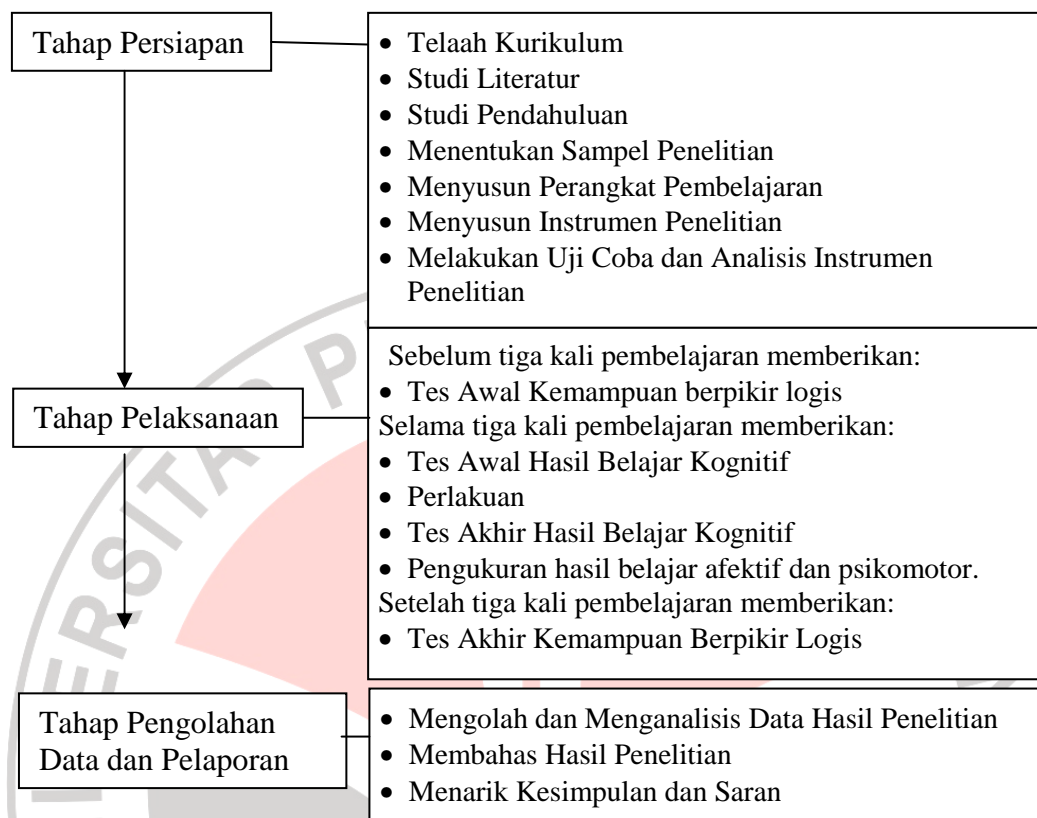 Tahap Persiapan
• Telaah Kurikulum
• Studi Literatur
• Studi Pendahuluan
• Menentukan Sampel Penelitian
• Menyusun Perangkat Pembelajaran
• Menyusun Instrumen Penelitian
• Melakukan Uji Coba dan Analisis Instrumen
Penelitian
Tahap Pelaksanaan
Sebelum tiga kali pembelajaran memberikan:
• Tes Awal Kemampuan berpikir logis
Selama tiga kali pembelajaran memberikan:
• Tes Awal Hasil Belajar Kognitif
• Perlakuan
• Tes Akhir Hasil Belajar Kognitif
• Pengukuran hasil belajar afektif dan psikomotor.
Setelah tiga kali pembelajaran memberikan:
• Tes Akhir Kemampuan Berpikir Logis
Tahap Pengolahan
Data dan Pelaporan
• Mengolah dan Menganalisis Data Hasil Penelitian
• Membahas Hasil Penelitian
• Menarik Kesimpulan dan Saran